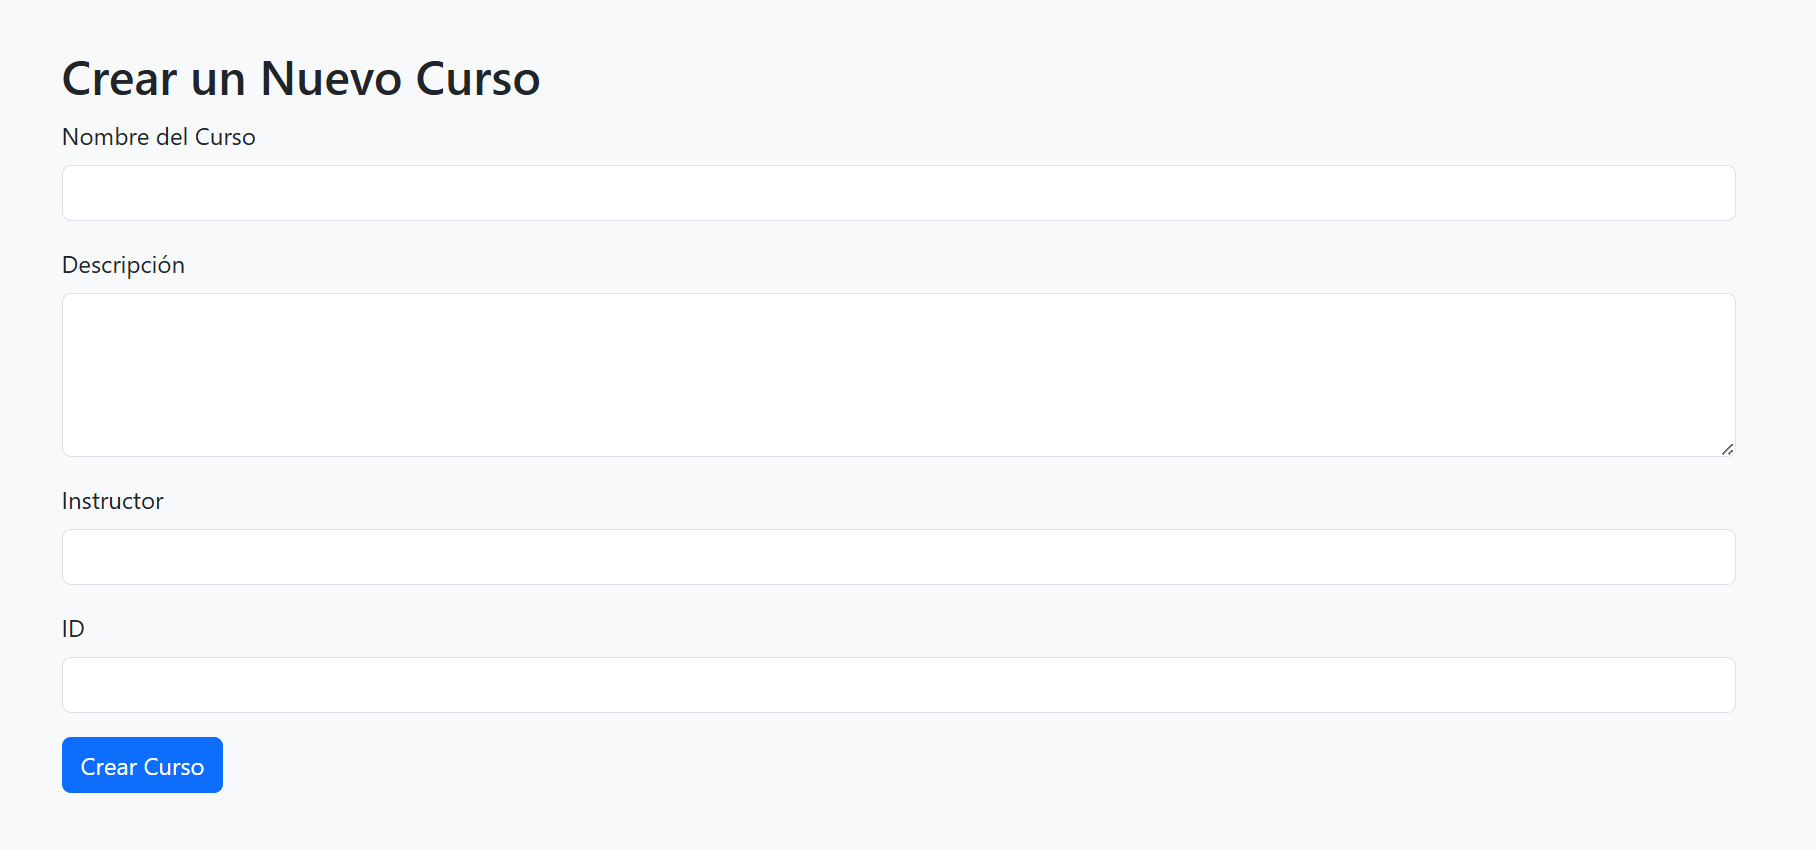 Crear un Nuevo Curso
Nombre del Curso
Descripción
Instructor
ID
Crear Curso